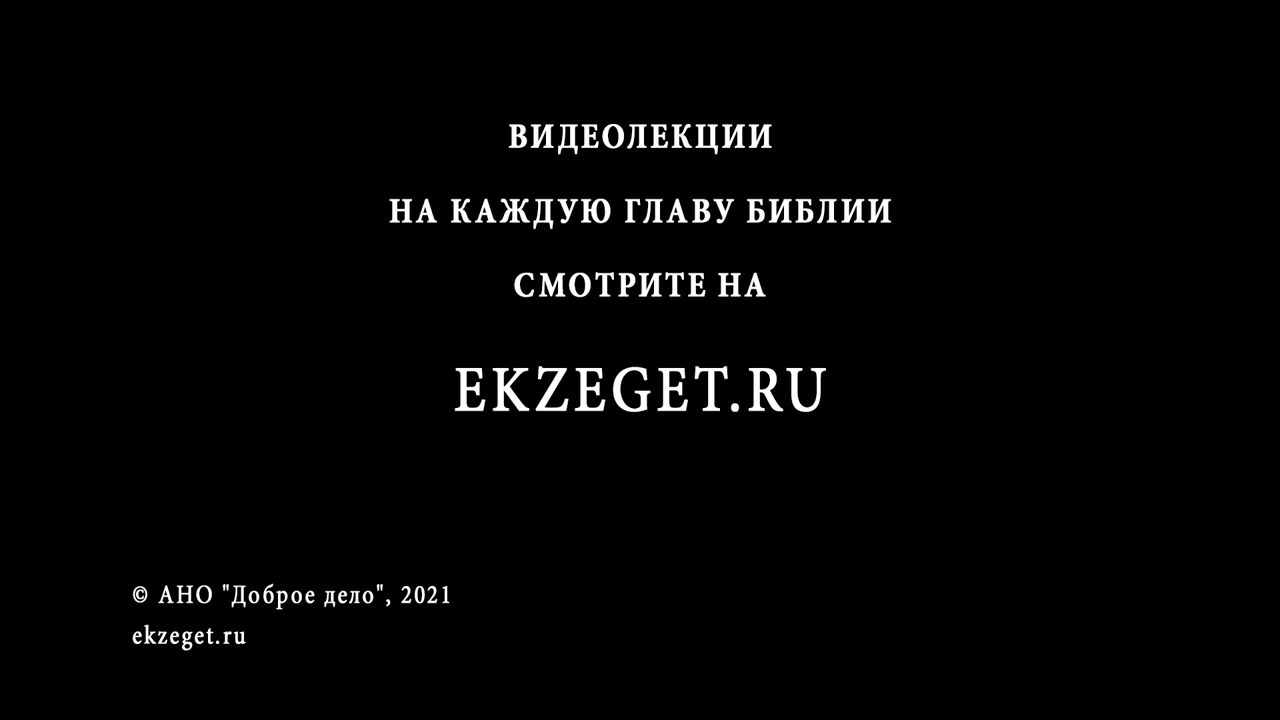 ВИДЕОЛЕКЦИИ
НА КАЖДУЮ ГЛАВУ БИБЛИИ
СМОТРИТЕ НА
EKZEGET.RU
© АНО "Доброе дело", 2021
ekzeget.ru